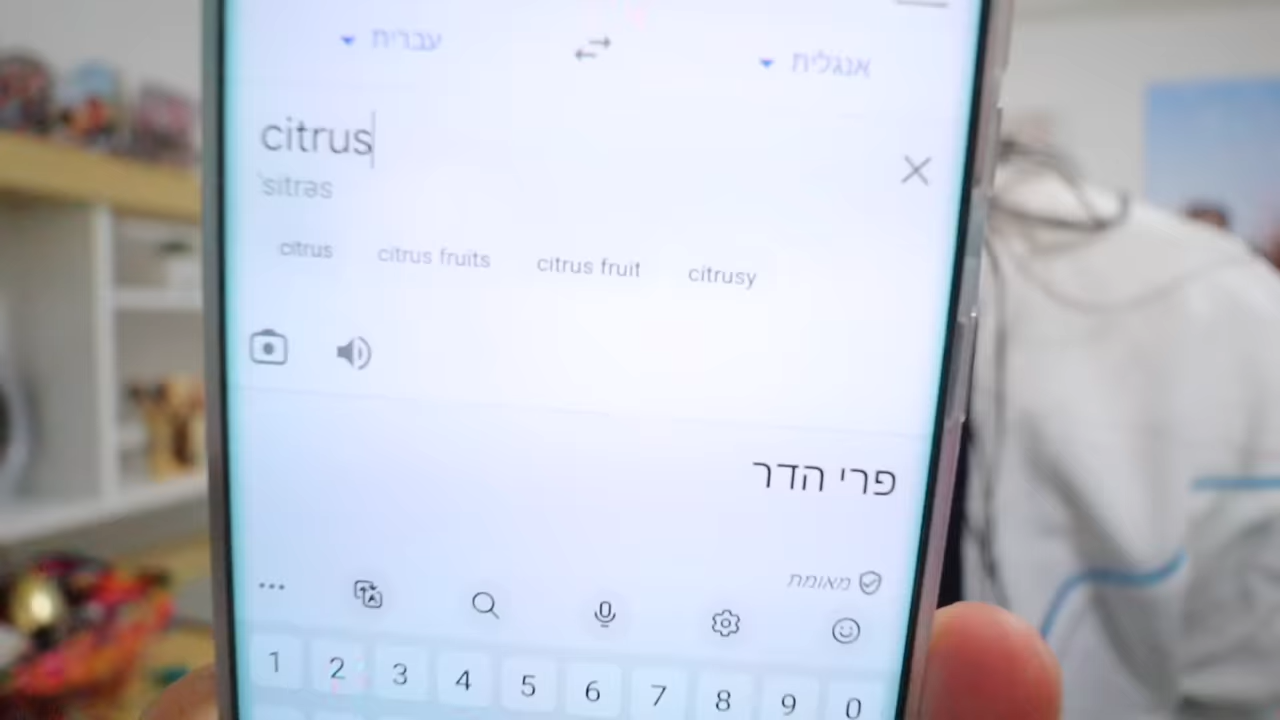 אנגלית עברית
citrus
ˈsitrəs
citrus citrus fruits citrus fruit citrusy
פרי הדר
מאומת
1 2 3 4 5 6 7 8 9 0